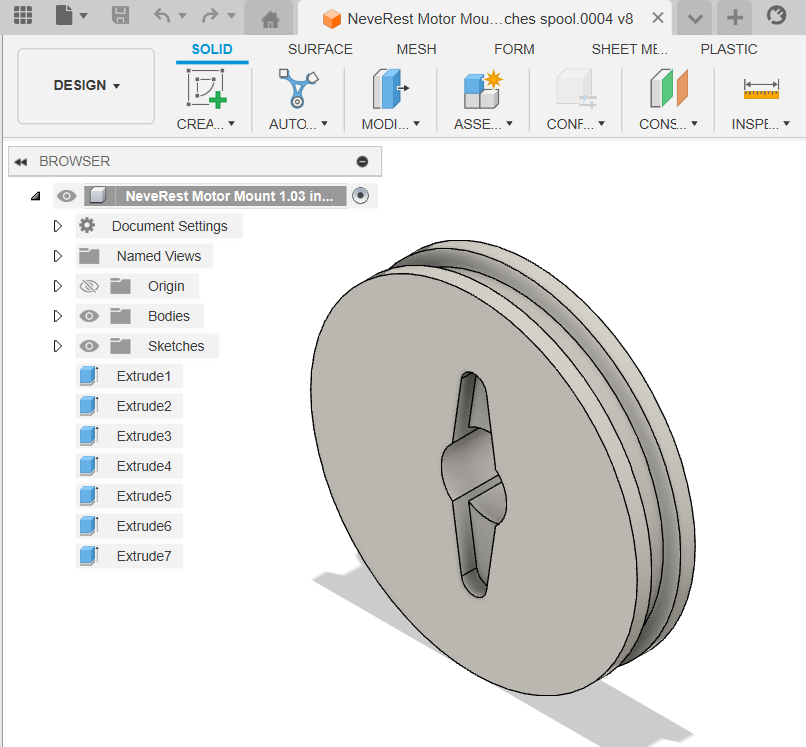 NeveRest Motor Mou...ches spool.0004 v8
SOLID SURFACE MESH FORM SHEET ME... PLASTIC
DESIGN
CREA... AUTO... MODI... ASSE... CONF... CONS... INSPE...
BROWSER
NeveRest Motor Mount 1.03 in...
Document Settings
Named Views
Origin
Bodies
Sketches
Extrude1
Extrude2
Extrude3
Extrude4
Extrude5
Extrude6
Extrude7